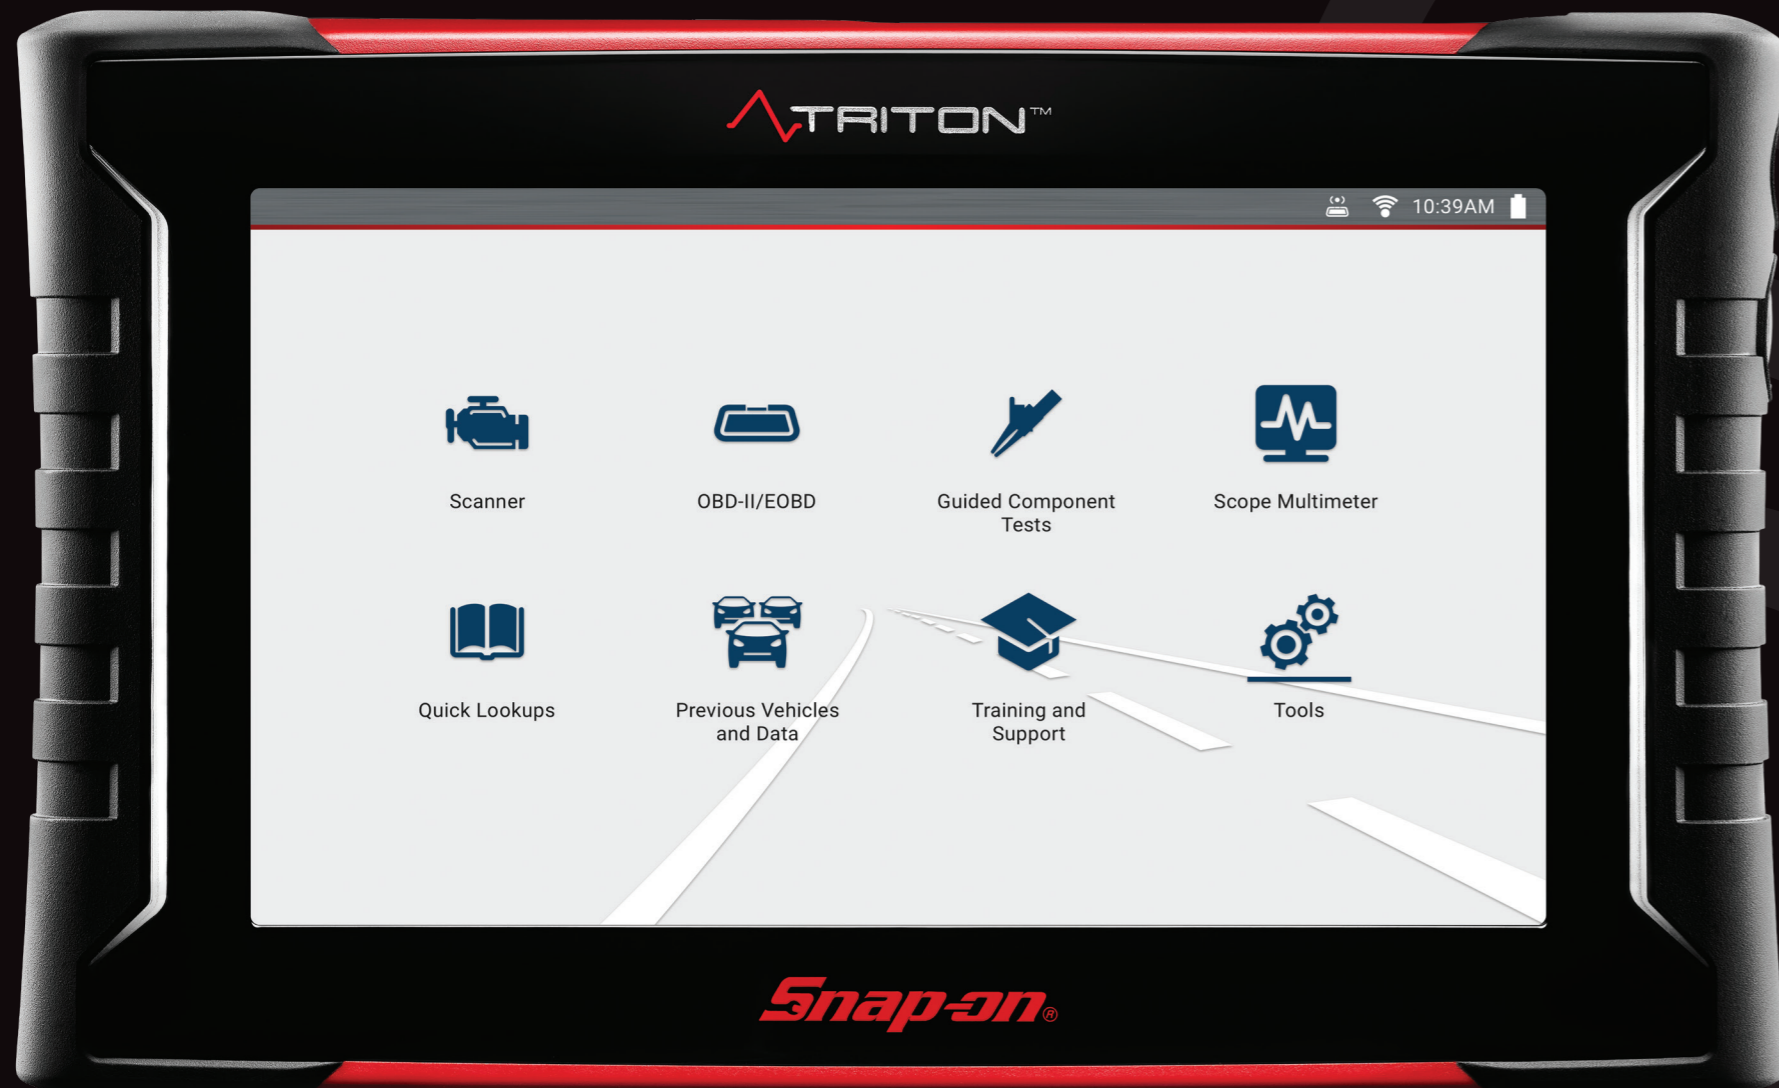 TRITON™
10:39AM
Scanner
OBD-II/EOBD
Guided Component
Tests
Scope Multimeter
Quick Lookups
Previous Vehicles
and Data
Training and
Support
Tools
Snap-on®